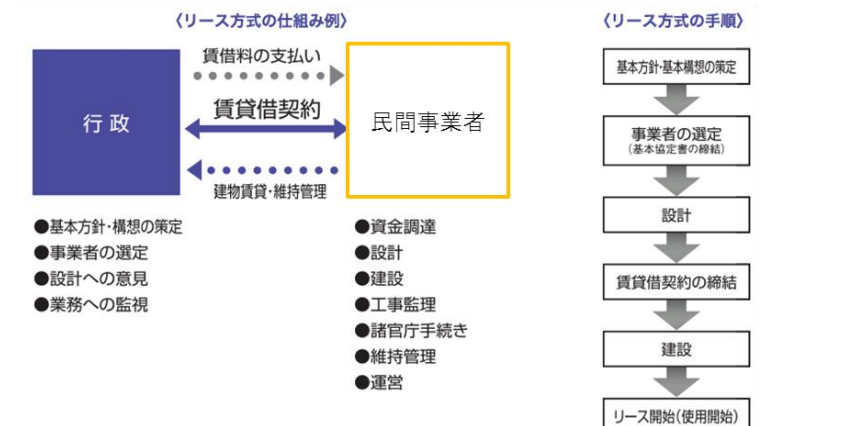 〈リース方式の仕組み例〉
賃借料の支払い
行政
賃貸借契約
民間事業者
建物賃貸・維持管理
●基本方針・構想の策定
●事業者の選定
●設計への意見
●業務への監視
●資金調達
●設計
●建設
●工事監理
●諸官庁手続き
●維持管理
●運営
〈リース方式の手順〉
基本方針・基本構想の策定
事業者の選定
(基本協定書の締結)
設計
賃貸借契約の締結
建設
リース開始(使用開始)